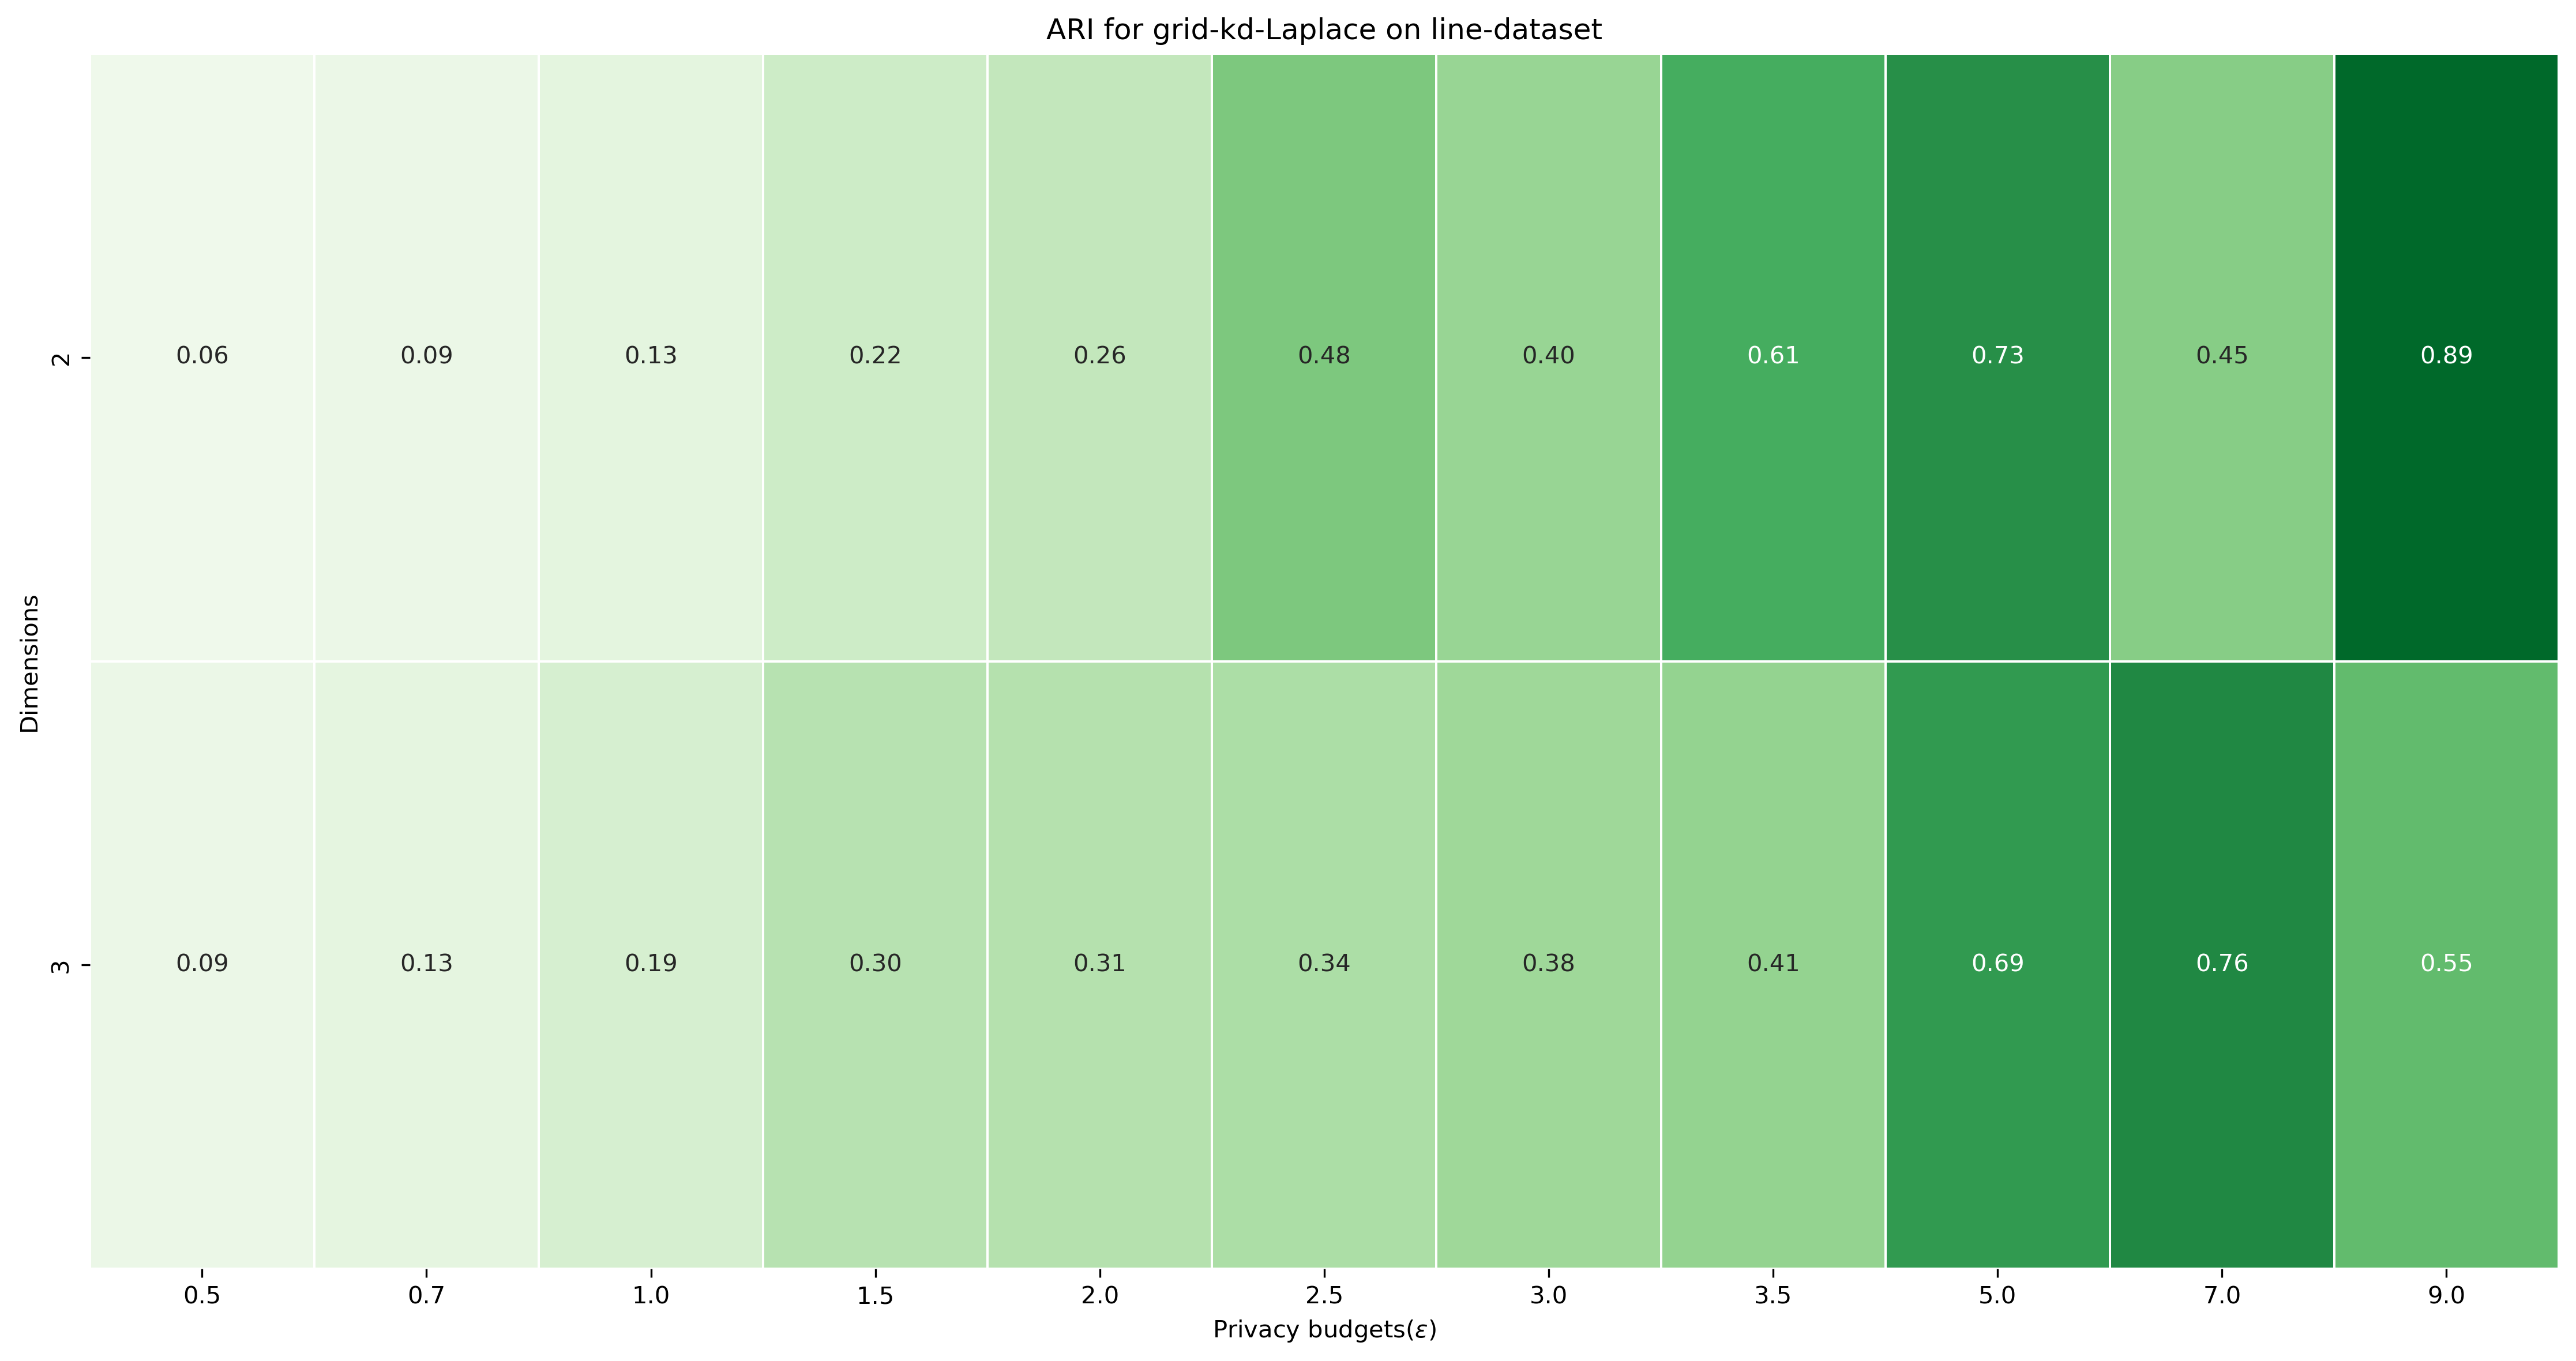 ARI for grid-kd-Laplace on line-dataset
Dimensions
2
0.06 0.09 0.13 0.22 0.26 0.48 0.40 0.61 0.73 0.45 0.89
3
0.09 0.13 0.19 0.30 0.31 0.34 0.38 0.41 0.69 0.76 0.55
0.5 0.7 1.0 1.5 2.0 2.5 3.0 3.5 5.0 7.0 9.0
Privacy budgets(ε)